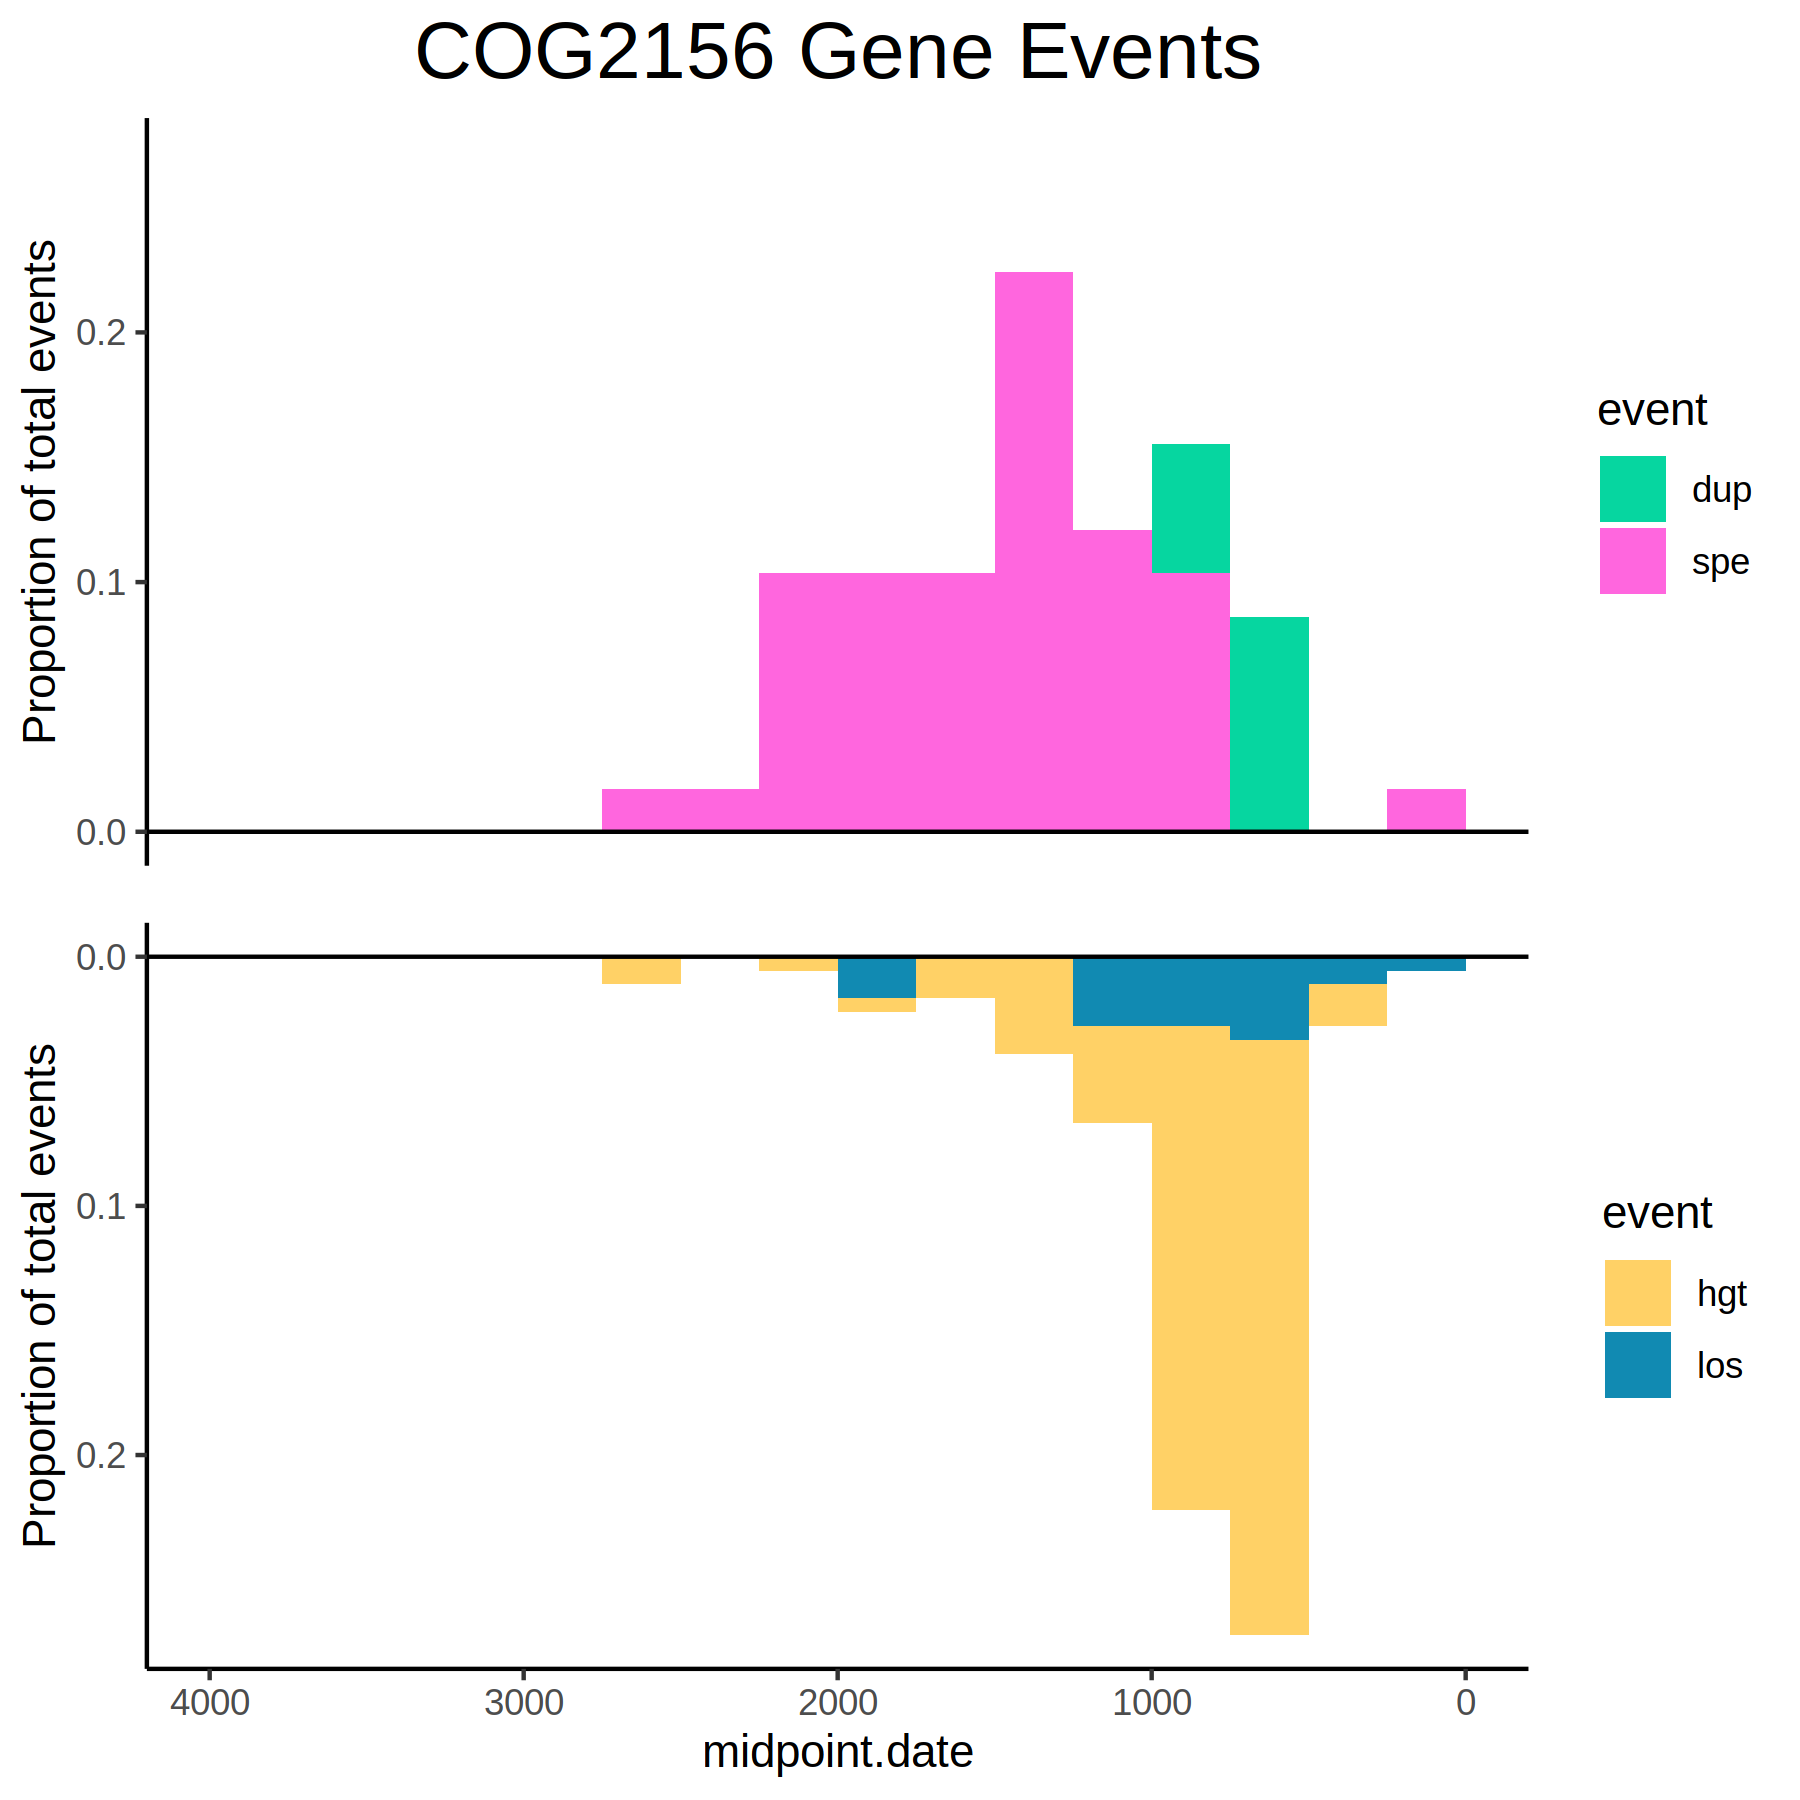 COG2156 Gene Events
Proportion of total events
0.2
0.1
0.0
event
dup
spe
Proportion of total events
0.0
0.1
0.2
event
hgt
los
4000 3000 2000 1000 0
midpoint.date